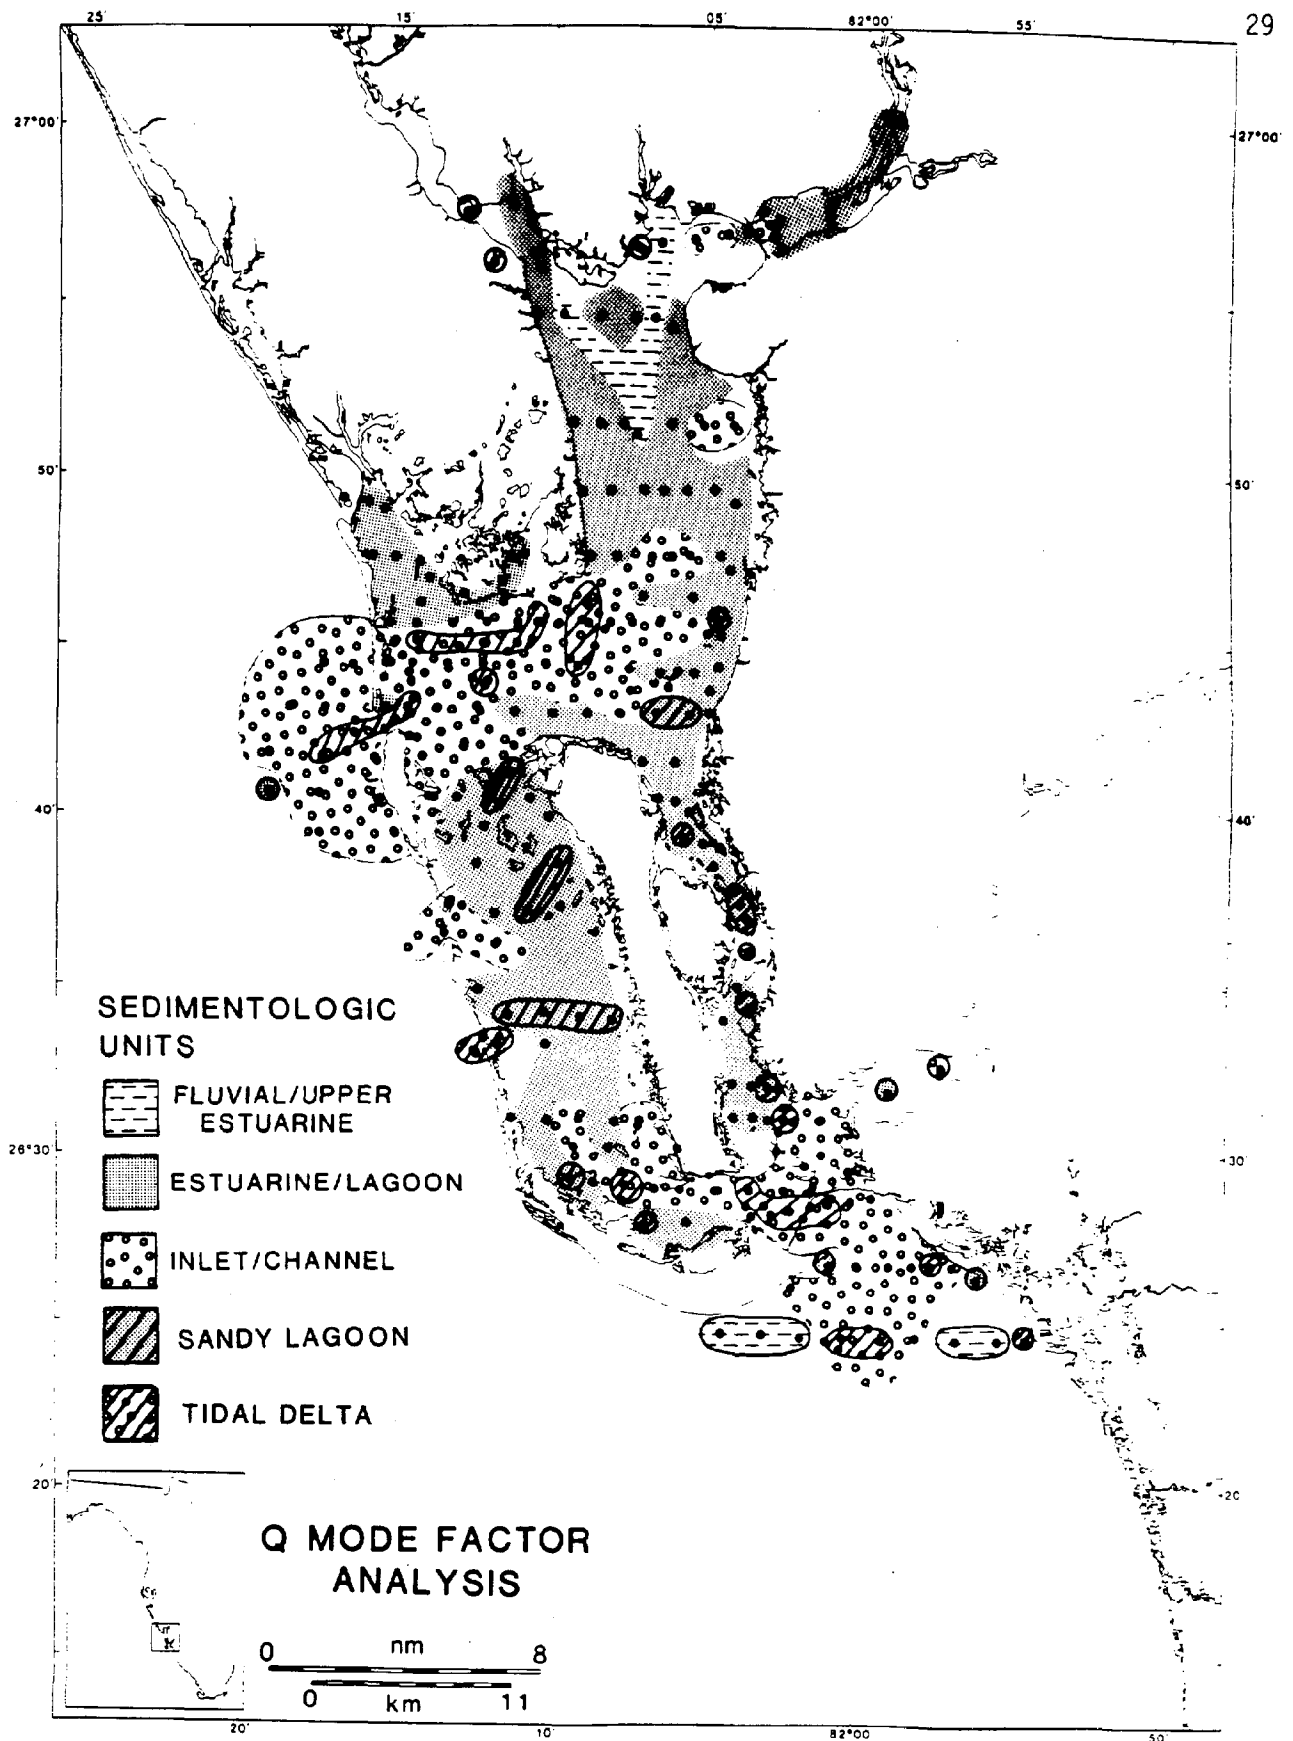 25' 15' 05' 82°00' 55' 29
27°00' 27°00'
50' 50'
40' 40'
SEDIMENTOLOGIC
UNITS
FLUVIAL/UPPER
ESTUARINE
ESTUARINE/LAGOON
26°30' 30'
INLET/CHANNEL
SANDY LAGOON
TIDAL DELTA
20' 20
Q MODE FACTOR
ANALYSIS
0 nm 8
0 km 11
20' 10' 82°00' 50'